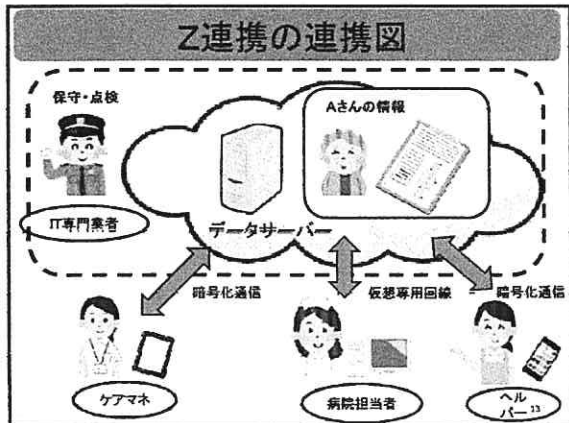 Z連携の連携図
保守・点検
Aさんの情報
IT専門業者
データサーバー
暗号化通信
仮想専用回線
暗号化通信
ケアマネ
病院担当者
ヘル
パー 13